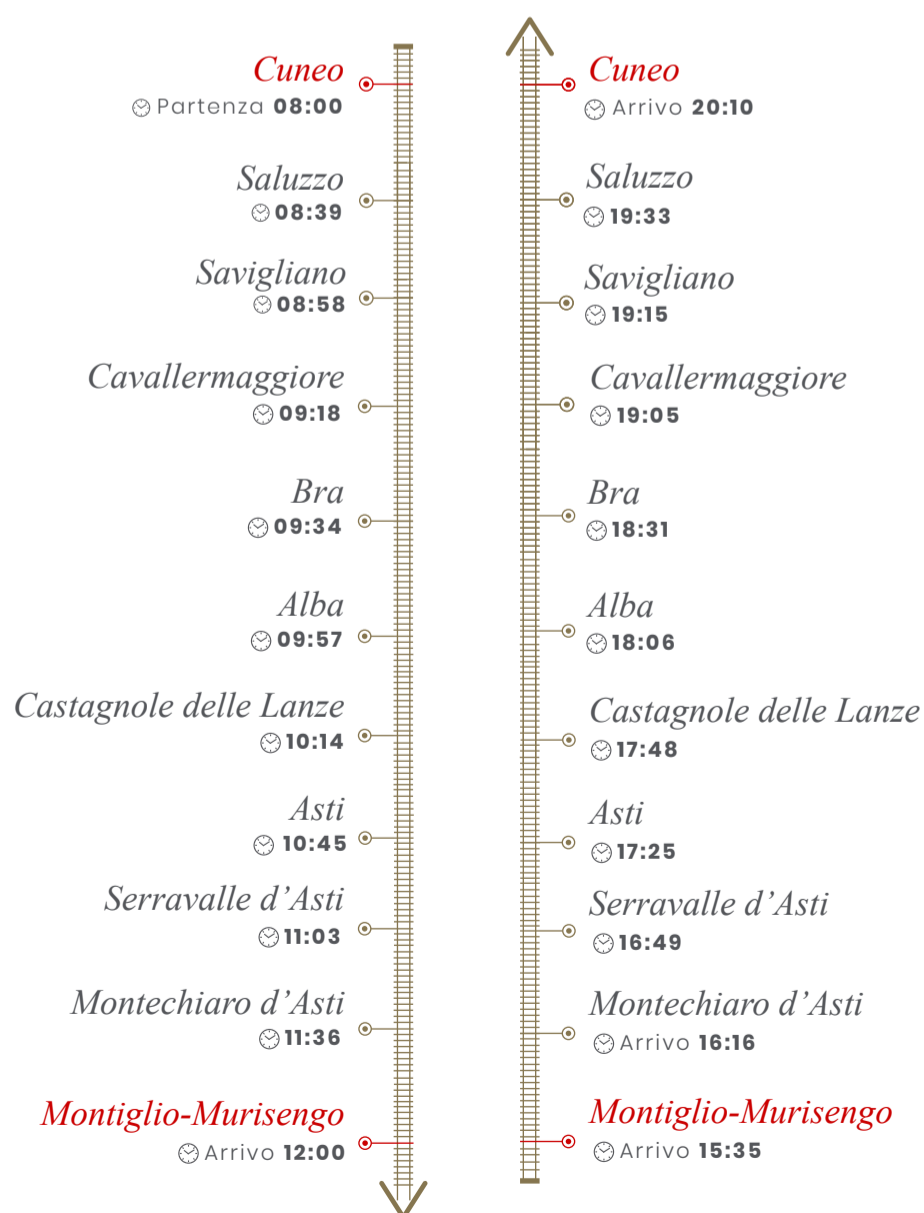 Cuneo
Partenza 08:00
Saluzzo
08:39
Savigliano
08:58
Cavallermaggiore
09:18
Bra
09:34
Alba
09:57
Castagnole delle Lanze
10:14
Asti
10:45
Serravalle d’Asti
11:03
Montechiaro d’Asti
11:36
Montiglio-Murisengo
Arrivo 12:00
Cuneo
Arrivo 20:10
Saluzzo
19:33
Savigliano
19:15
Cavallermaggiore
19:05
Bra
18:31
Alba
18:06
Castagnole delle Lanze
17:48
Asti
17:25
Serravalle d’Asti
16:49
Montechiaro d’Asti
Arrivo 16:16
Montiglio-Murisengo
Arrivo 15:35